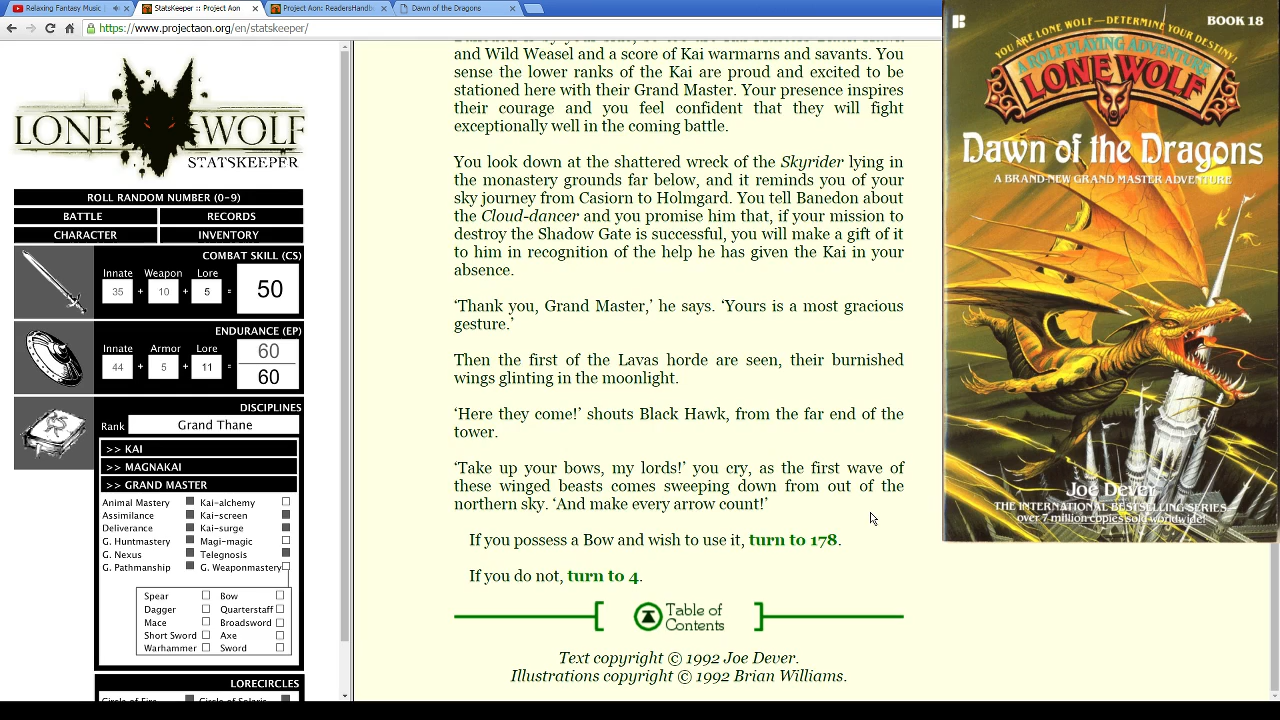 Relaxing Fantasy Music |
StatsKeeper :: Project Aon
Project Aon: ReadersHandb
Dawn of the Dragons
https://www.projectaon.org/en/statskeeper/
LONE WOLF
STATSKEEPER
ROLL RANDOM NUMBER (0-9)
BATTLE RECORDS
CHARACTER INVENTORY
COMBAT SKILL (CS)
Innate Weapon Lore
35 + 10 + 5 = 50
ENDURANCE (EP)
Innate Armor Lore
60
44 + 5 + 11 = 60
DISCIPLINES
Rank Grand Thane
>> KAI
>> MAGNAKAI
>> GRAND MASTER
Animal Mastery Kai-alchemy
Assimilance Kai-screen
Deliverance Kai-surge
G. Huntmastery Magi-magic
G. Nexus Telegnosis
G. Pathmanship G. Weaponmastery
Spear Bow
Dagger Quarterstaff
Mace Broadsword
Short Sword Axe
Warhammer Sword
LORECIRCLES
and Wild Weasel and a score of Kai warmarns and savants. You
sense the lower ranks of the Kai are proud and excited to be
stationed here with their Grand Master. Your presence inspires
their courage and you feel confident that they will fight
exceptionally well in the coming battle.
You look down at the shattered wreck of the Skyrider lying in
the monastery grounds far below, and it reminds you of your
sky journey from Casiorn to Holmgard. You tell Banedon about
the Cloud-dancer and you promise him that, if your mission to
destroy the Shadow Gate is successful, you will make a gift of it
to him in recognition of the help he has given the Kai in your
absence.
‘Thank you, Grand Master,’ he says. ‘Yours is a most gracious
gesture.’
Then the first of the Lavas horde are seen, their burnished
wings glinting in the moonlight.
‘Here they come!’ shouts Black Hawk, from the far end of the
tower.
‘Take up your bows, my lords!’ you cry, as the first wave of
these winged beasts comes sweeping down from out of the
northern sky. ‘And make every arrow count!’
If you possess a Bow and wish to use it, turn to 178.
If you do not, turn to 4.
Table of
Contents
Text copyright © 1992 Joe Dever.
Illustrations copyright © 1992 Brian Williams.
B
BOOK 18
YOU ARE LONE WOLF—DETERMINE YOUR DESTINY!
A ROLE PLAYING ADVENTURE
LONE WOLF
Dawn of the Dragons
A BRAND-NEW GRAND MASTER ADVENTURE
Joe Dever
THE INTERNATIONAL BESTSELLING SERIES—
over 7 million copies sold worldwide!